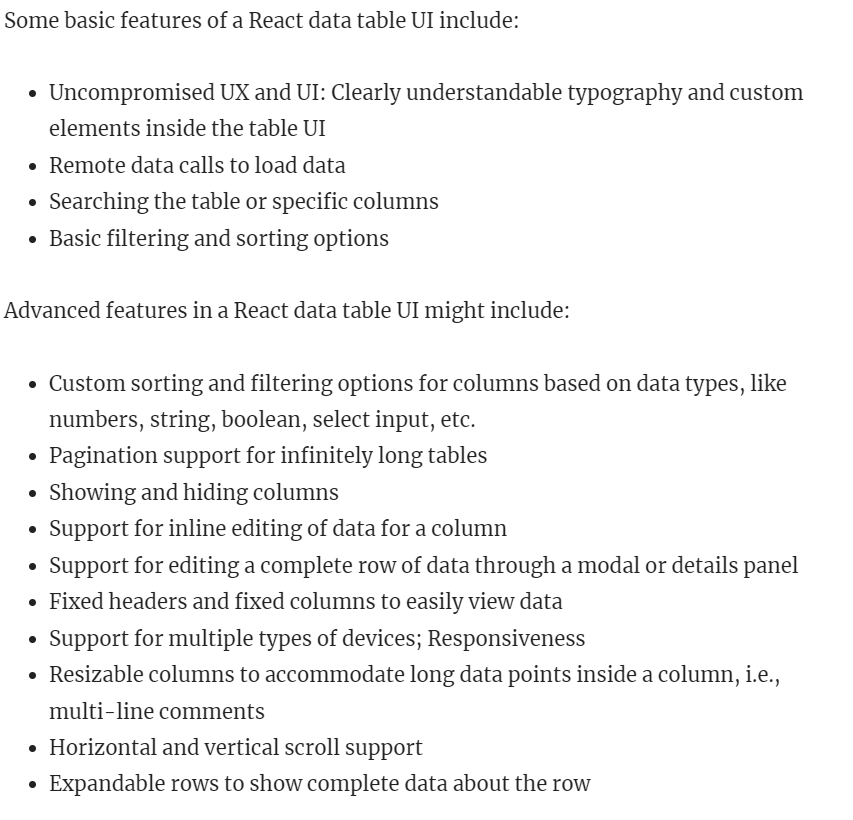 Some basic features of a React data table UI include:
• Uncompromised UX and UI: Clearly understandable typography and custom
elements inside the table UI
• Remote data calls to load data
• Searching the table or specific columns
• Basic filtering and sorting options
Advanced features in a React data table UI might include:
• Custom sorting and filtering options for columns based on data types, like
numbers, string, boolean, select input, etc.
• Pagination support for infinitely long tables
• Showing and hiding columns
• Support for inline editing of data for a column
• Support for editing a complete row of data through a modal or details panel
• Fixed headers and fixed columns to easily view data
• Support for multiple types of devices; Responsiveness
• Resizable columns to accommodate long data points inside a column, i.e.,
multi-line comments
• Horizontal and vertical scroll support
• Expandable rows to show complete data about the row